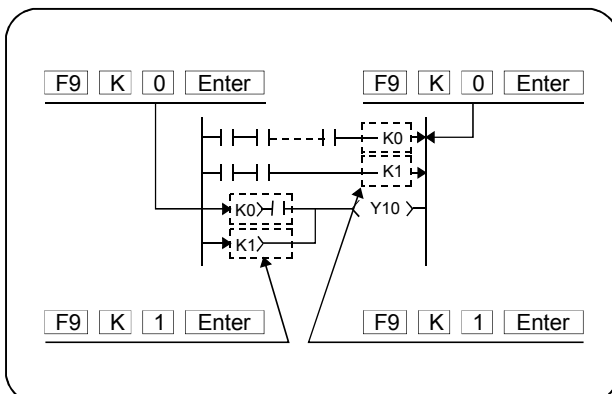 F9 K 0 Enter F9 K 0 Enter
K0
K1
K0 Y10
K1
F9 K 1 Enter F9 K 1 Enter